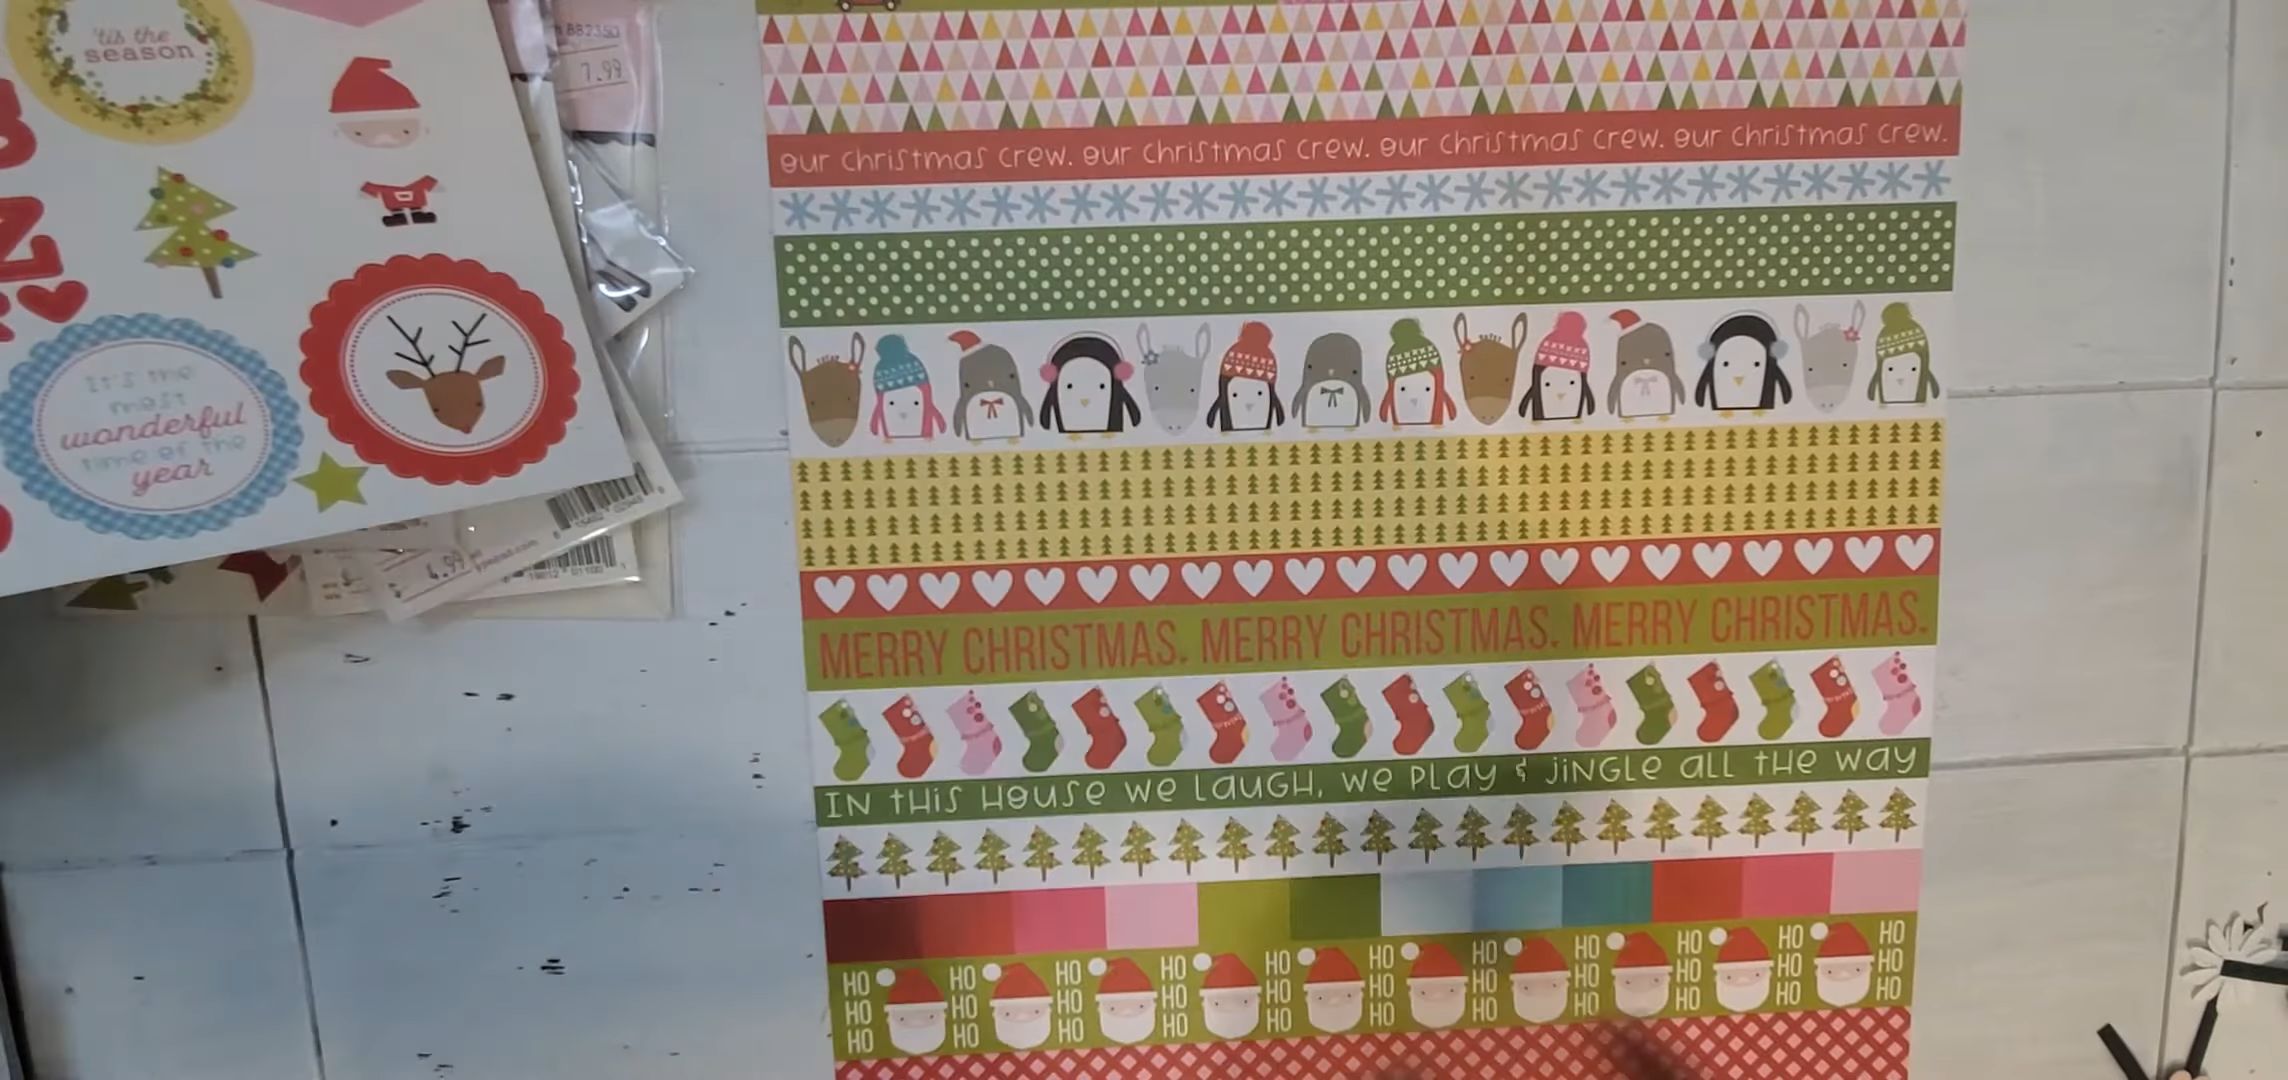 'tis the
season
882350
7.99
It's the
most
wonderful
time of the
year
4.99
our christmas crew. our christmas crew. our christmas crew. our christmas crew.
MERRY CHRISTMAS. MERRY CHRISTMAS. MERRY CHRISTMAS.
IN tHiS HOUSe we LaUGH, we PLaY & JiNGLe aLL tHe waY
HO HO HO HO HO HO HO HO HO HO HO
HO HO HO HO HO HO HO HO HO HO HO
HO HO HO HO HO HO HO HO HO HO HO